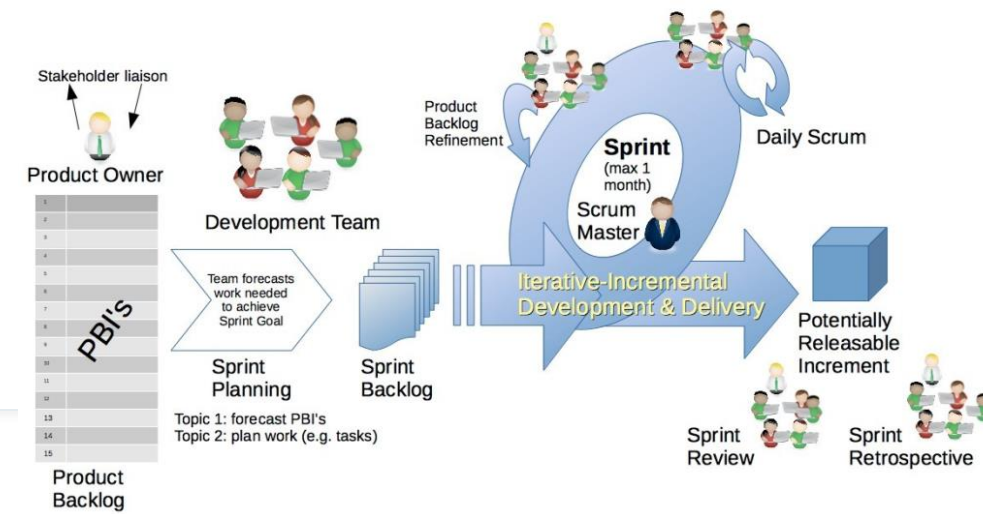 Stakeholder liaison
Product Owner
1
2
3
4
5
6
7
8
9
10
11
12
13
14
15
PBI's
Product
Backlog
Development Team
Team forecasts
work needed
to achieve
Sprint Goal
Sprint
Planning
Topic 1: forecast PBI's
Topic 2: plan work (e.g. tasks)
Sprint
Backlog
Product
Backlog
Refinement
Sprint
(max 1
month)
Scrum
Master
Daily Scrum
Iterative-Incremental
Development & Delivery
Potentially
Releasable
Increment
Sprint
Review
Sprint
Retrospective